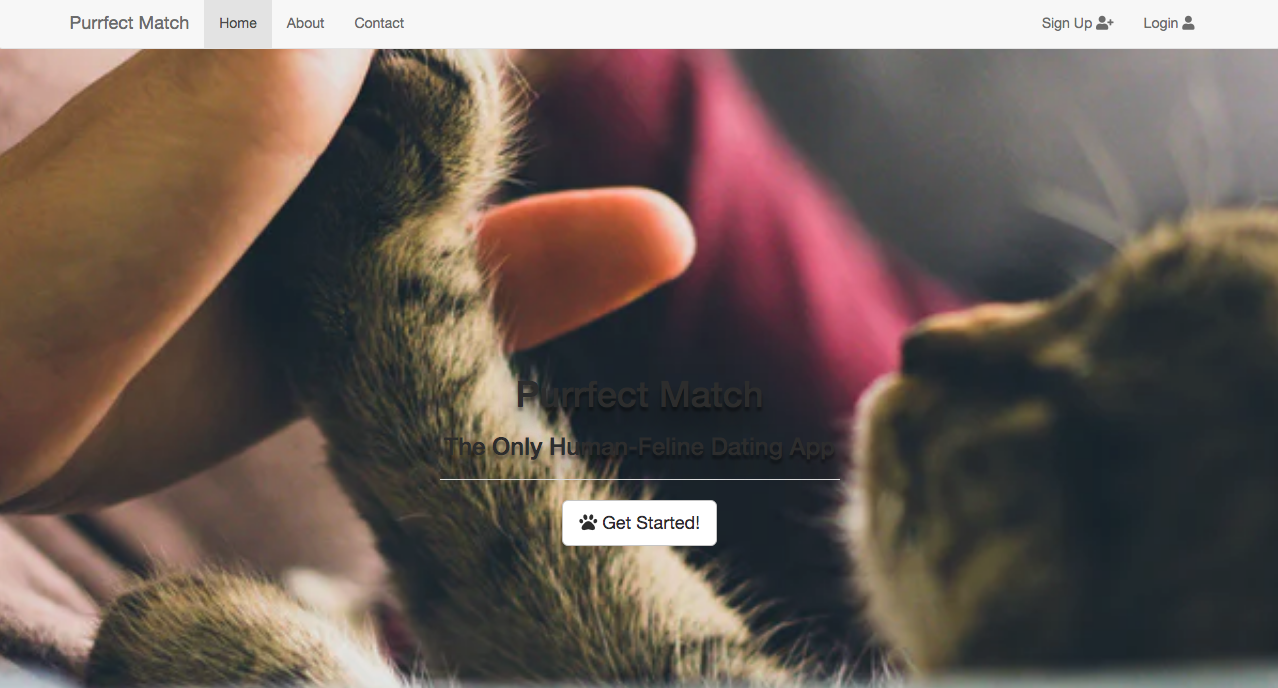 Purrfect Match Home About Contact Sign Up Login
Purrfect Match
The Only Human-Feline Dating App
Get Started!